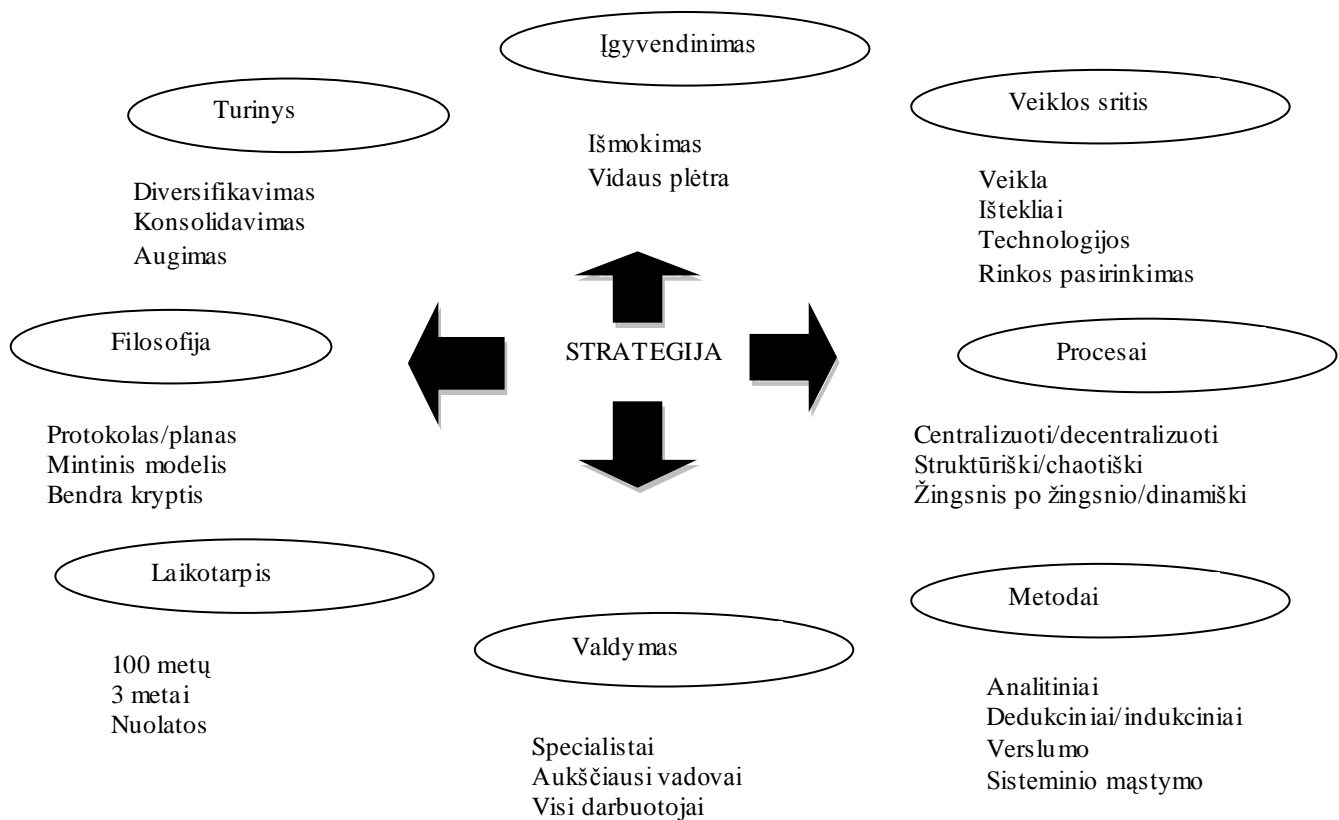 Įgyvendinimas
Išmokimas
Vidaus plėtra
Turinys
Diversifikavimas
Konsolidavimas
Augimas
Veiklos sritis
Veikla
Ištekliai
Technologijos
Rinkos pasirinkimas
Filosofija
Protokolas/planas
Mintinis modelis
Bendra kryptis
STRATEGIJA
Procesai
Centralizuoti/decentralizuoti
Struktūriški/chaotiški
Žingsnis po žingsnio/dinamiški
Laikotarpis
100 metų
3 metai
Nuolatos
Valdymas
Specialistai
Aukščiausi vadovai
Visi darbuotojai
Metodai
Analitiniai
Dedukciniai/indukciniai
Verslumo
Sisteminio mąstymo